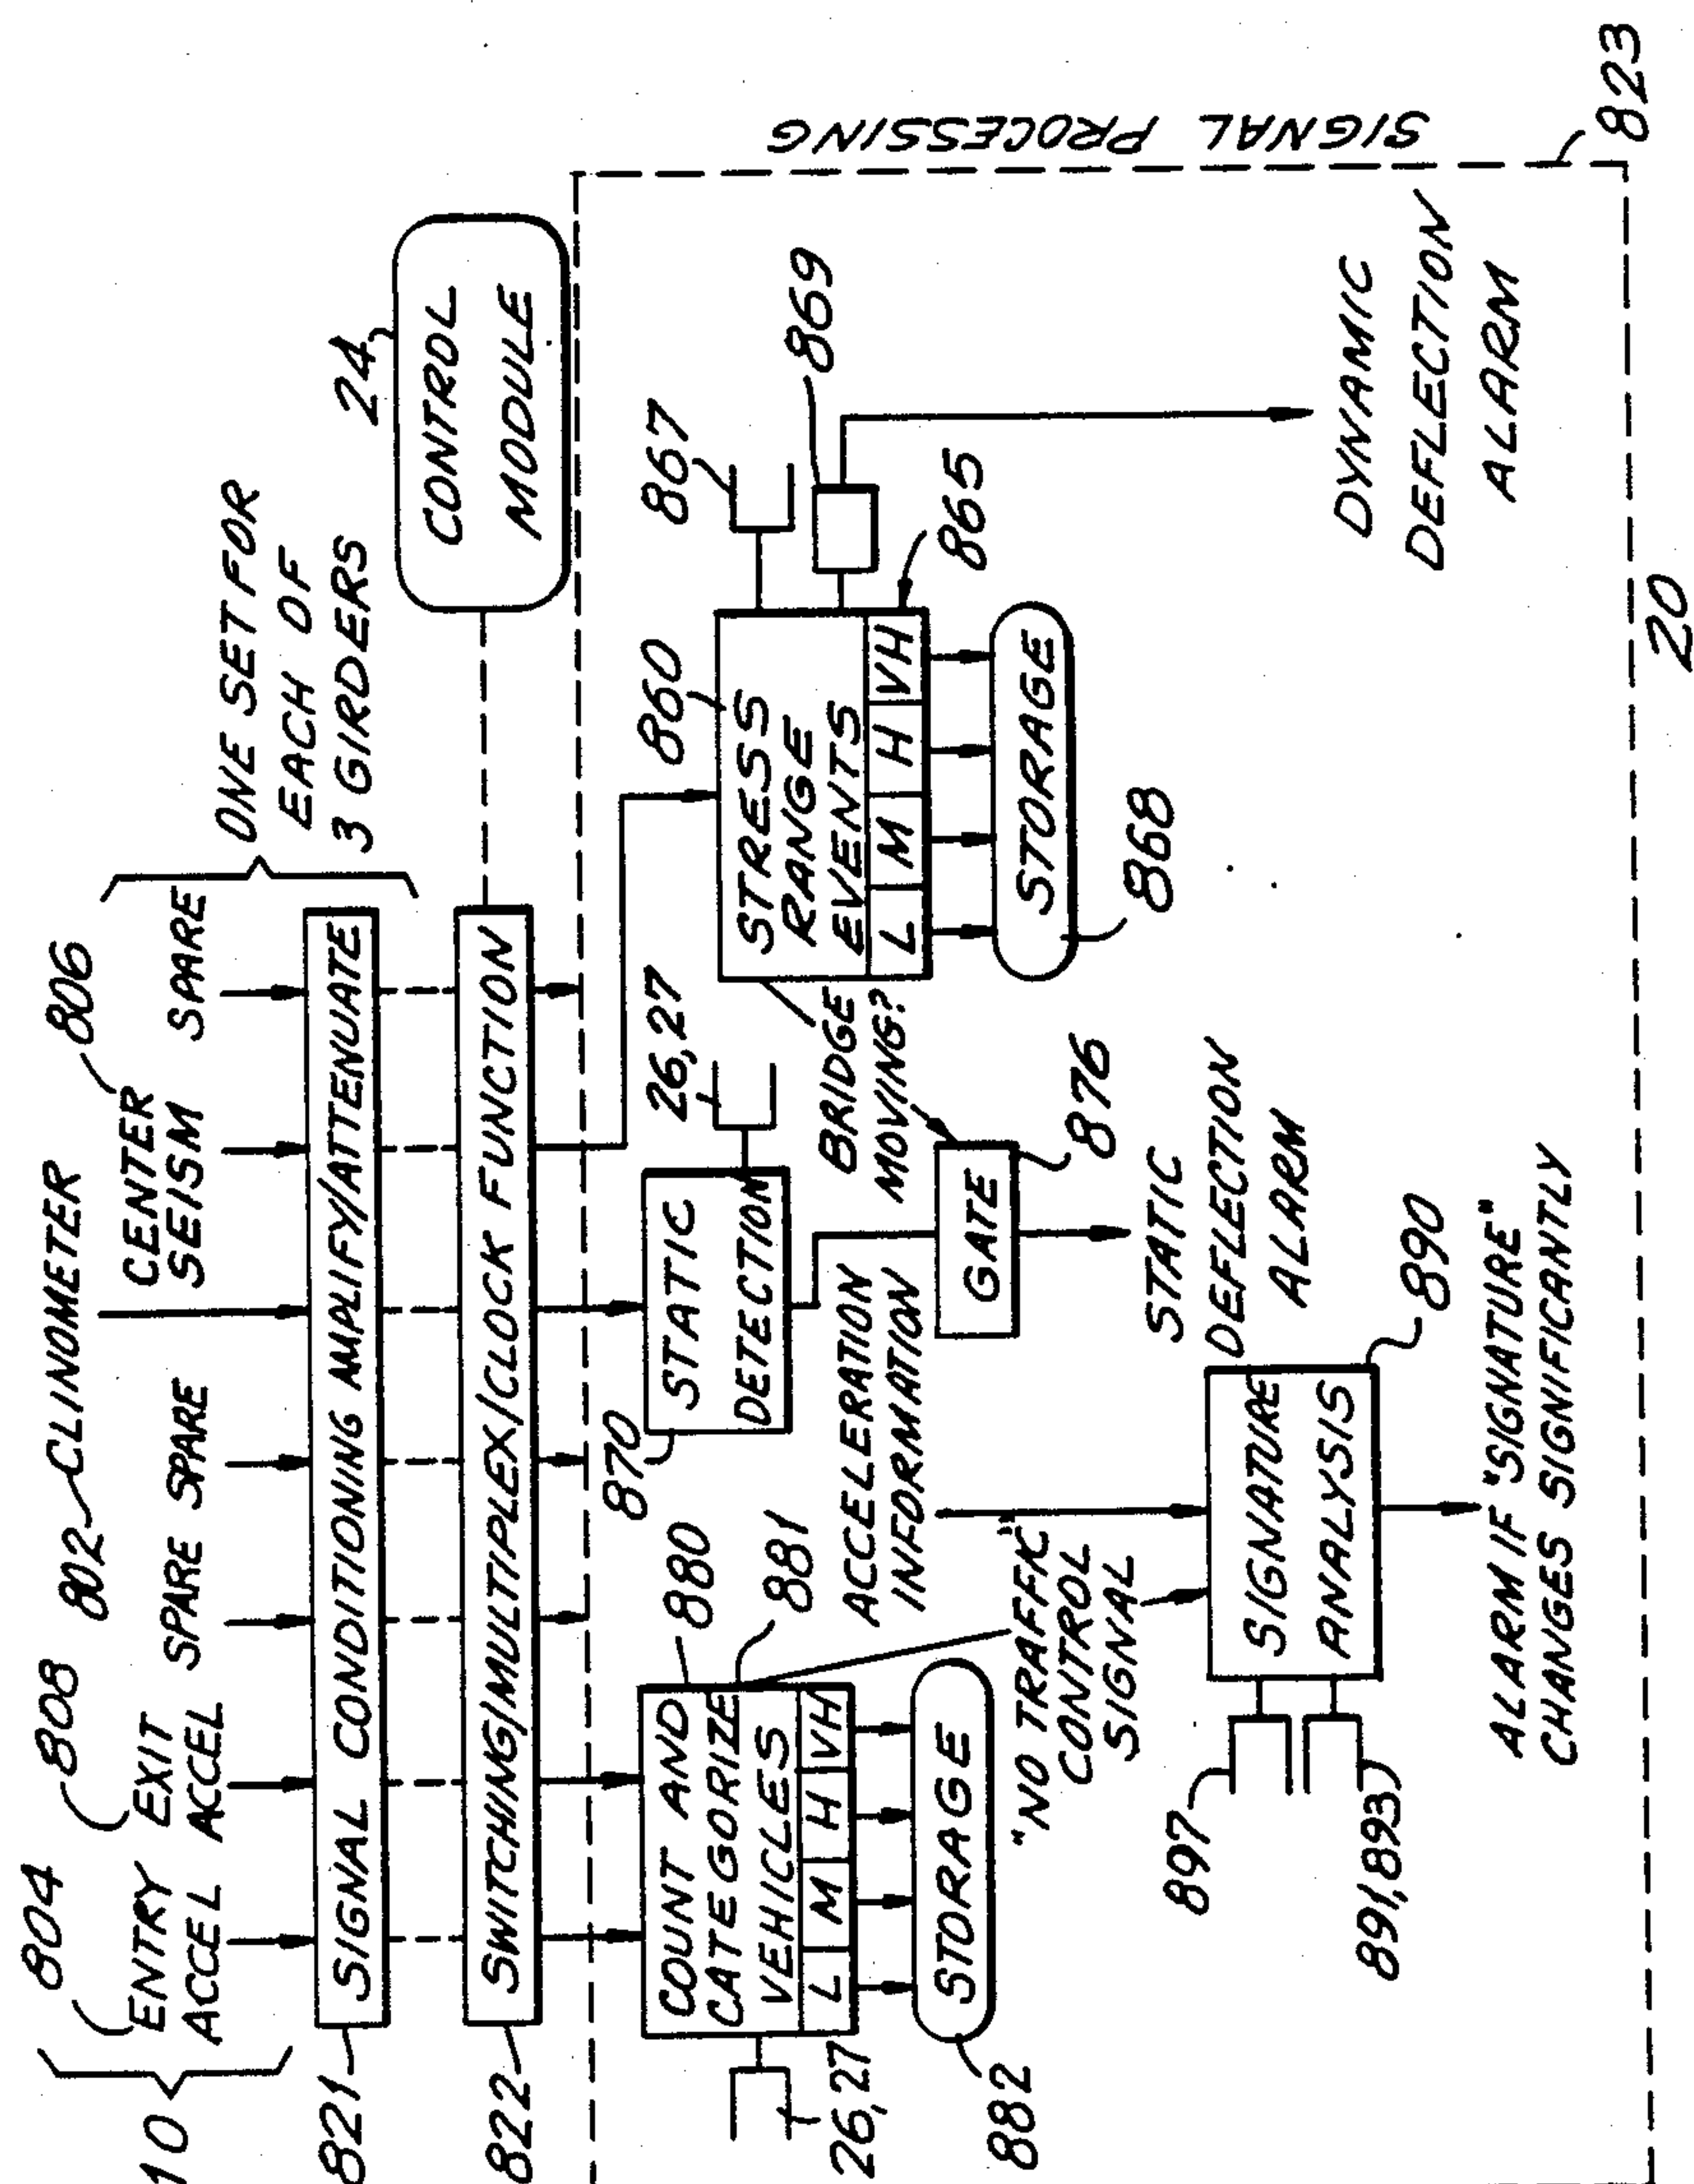 804
808
802
CLINOMETER
806
10
ENTRY
ACCEL
EXIT
ACCEL
SPARE
SPARE
CENTER
SEISM
SPARE
ONE SET FOR
EACH OF
3 GIRDERS
821
SIGNAL CONDITIONING AMPLIFY/ATTENUATE
24
822
SWITCHING/MULTIPLEX/CLOCK FUNCTION
CONTROL
MODULE
SIGNAL PROCESSING
823
26,27
COUNT AND
CATEGORIZE
VEHICLES
L M H VH
880
881
882
STORAGE
870
STATIC
DETECTION
26,27
860
STRESS
RANGE
EVENTS
L M H VH
867
869
865
STORAGE
868
BRIDGE
MOVING?
ACCELERATION
INFORMATION
GATE
876
"NO TRAFFIC"
CONTROL
SIGNAL
STATIC
DEFLECTION
ALARM
DYNAMIC
DEFLECTION
ALARM
897
891,893
SIGNATURE
ANALYSIS
890
ALARM IF "SIGNATURE"
CHANGES SIGNIFICANTLY
20